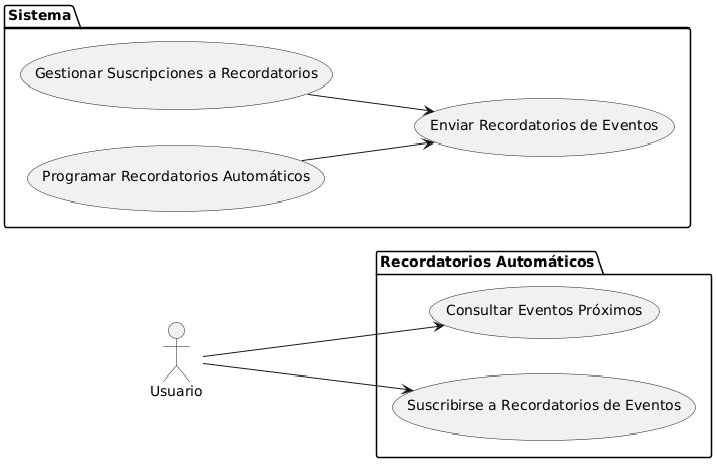 Sistema
Gestionar Suscripciones a Recordatorios
Enviar Recordatorios de Eventos
Programar Recordatorios Automáticos
Recordatorios Automáticos
Consultar Eventos Próximos
Usuario
Suscribirse a Recordatorios de Eventos